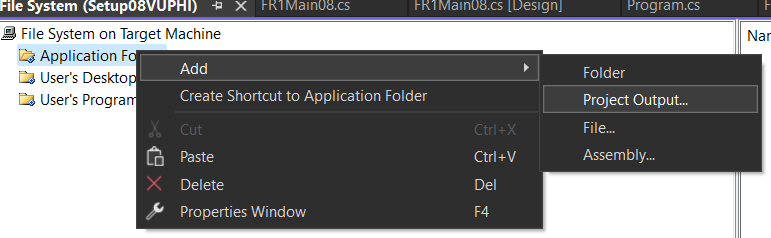 File System (Setup08VUPHI)
FR1Main08.cs
FR1Main08.cs [Design]
Program.cs
F
File System on Target Machine
Application Fo
User's Desktop
User's Program
Nar
Add
Create Shortcut to Application Folder
Cut Ctrl+X
Paste Ctrl+V
Delete Del
Properties Window F4
Folder
Project Output...
File...
Assembly...